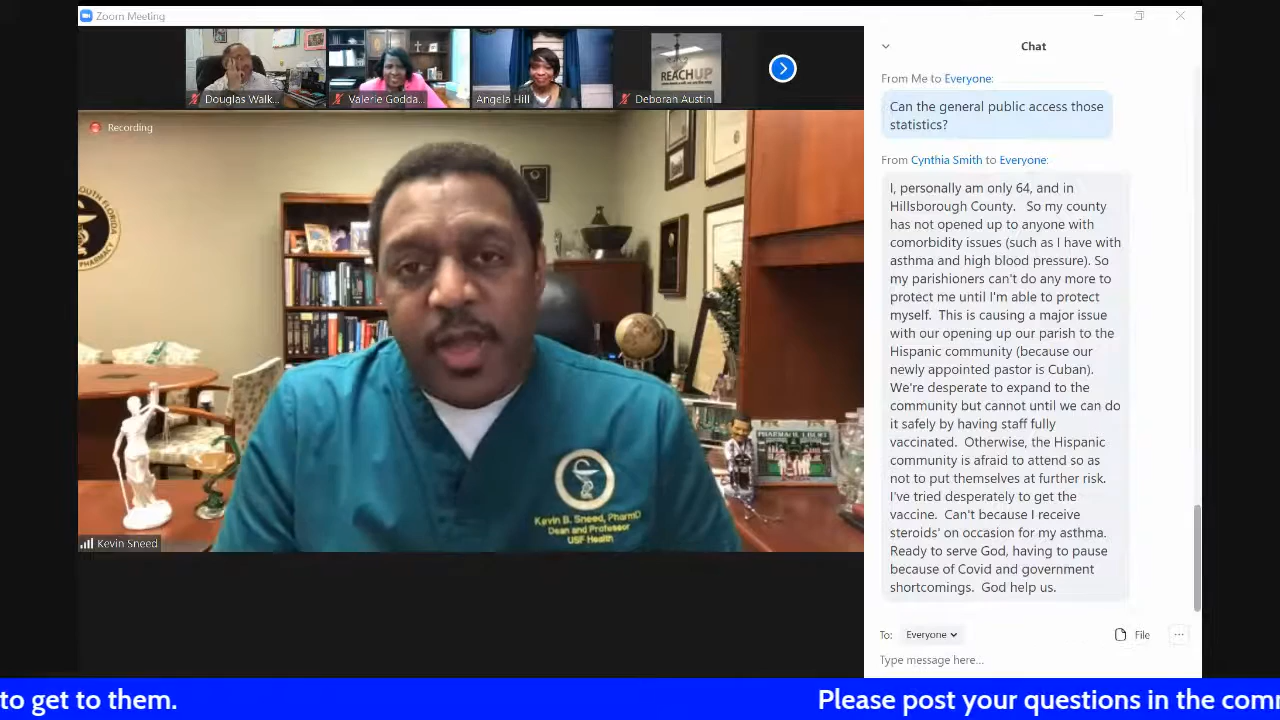 Zoom Meeting
Douglas Walk...
Valerie Godda...
Angela Hill
REACHUP
Deborah Austin
Recording
SOUTH FLORIDA
PHARMACY
Kevin B. Sneed, PharmD
Dean and Professor
USF Health
Kevin Sneed
Chat
From Me to Everyone:
Can the general public access those
statistics?
From Cynthia Smith to Everyone:
I, personally am only 64, and in
Hillsborough County. So my county
has not opened up to anyone with
comorbidity issues (such as I have with
asthma and high blood pressure). So
my parishioners can't do any more to
protect me until I'm able to protect
myself. This is causing a major issue
with our opening up our parish to the
Hispanic community (because our
newly appointed pastor is Cuban).
We're desperate to expand to the
community but cannot until we can do
it safely by having staff fully
vaccinated. Otherwise, the Hispanic
community is afraid to attend so as
not to put themselves at further risk.
I've tried desperately to get the
vaccine. Can't because I receive
steroids' on occasion for my asthma.
Ready to serve God, having to pause
because of Covid and government
shortcomings. God help us.
To: Everyone
File
Type message here...
to get to them.
Please post your questions in the com